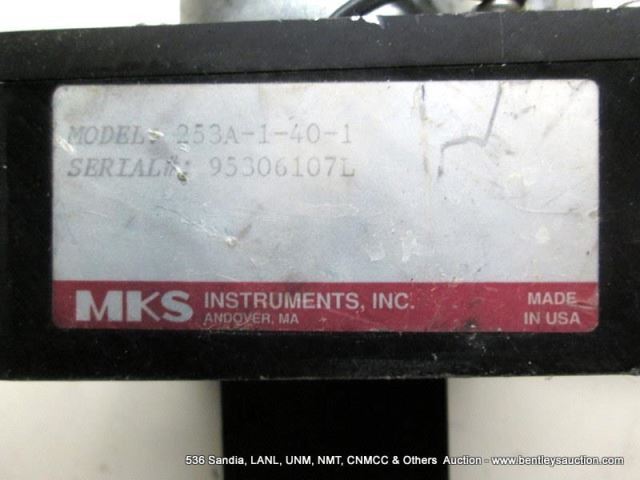 MODEL: 253A-1-40-1
SERIAL#: 95306107L
MKS INSTRUMENTS, INC.
ANDOVER, MA
MADE
IN USA
536 Sandia, LANL, UNM, NMT, CNMCC & Others Auction - www.bentleysauction.com